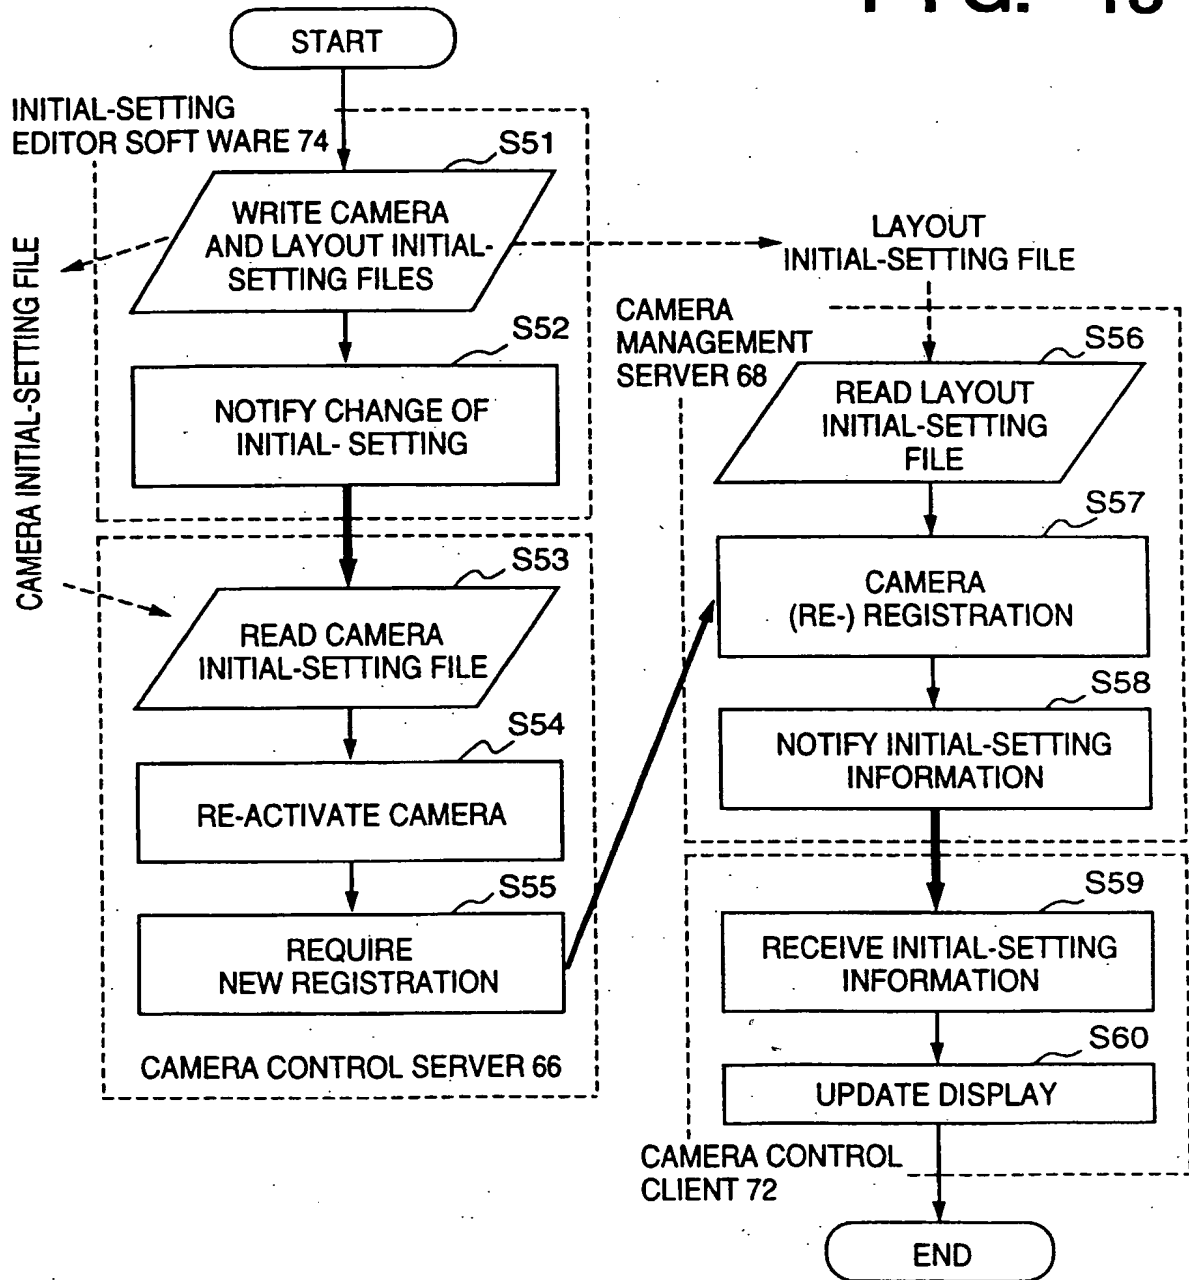 START
INITIAL-SETTING
EDITOR SOFT WARE 74
S51
WRITE CAMERA
AND LAYOUT INITIAL-
SETTING FILES
CAMERA INITIAL-SETTING FILE
S52
NOTIFY CHANGE OF
INITIAL- SETTING
S53
READ CAMERA
INITIAL-SETTING FILE
S54
RE-ACTIVATE CAMERA
S55
REQUIRE
NEW REGISTRATION
CAMERA CONTROL SERVER 66
LAYOUT
INITIAL-SETTING FILE
CAMERA
MANAGEMENT
SERVER 68
S56
READ LAYOUT
INITIAL-SETTING
FILE
S57
CAMERA
(RE-) REGISTRATION
S58
NOTIFY INITIAL-SETTING
INFORMATION
S59
RECEIVE INITIAL-SETTING
INFORMATION
S60
UPDATE DISPLAY
CAMERA CONTROL
CLIENT 72
END